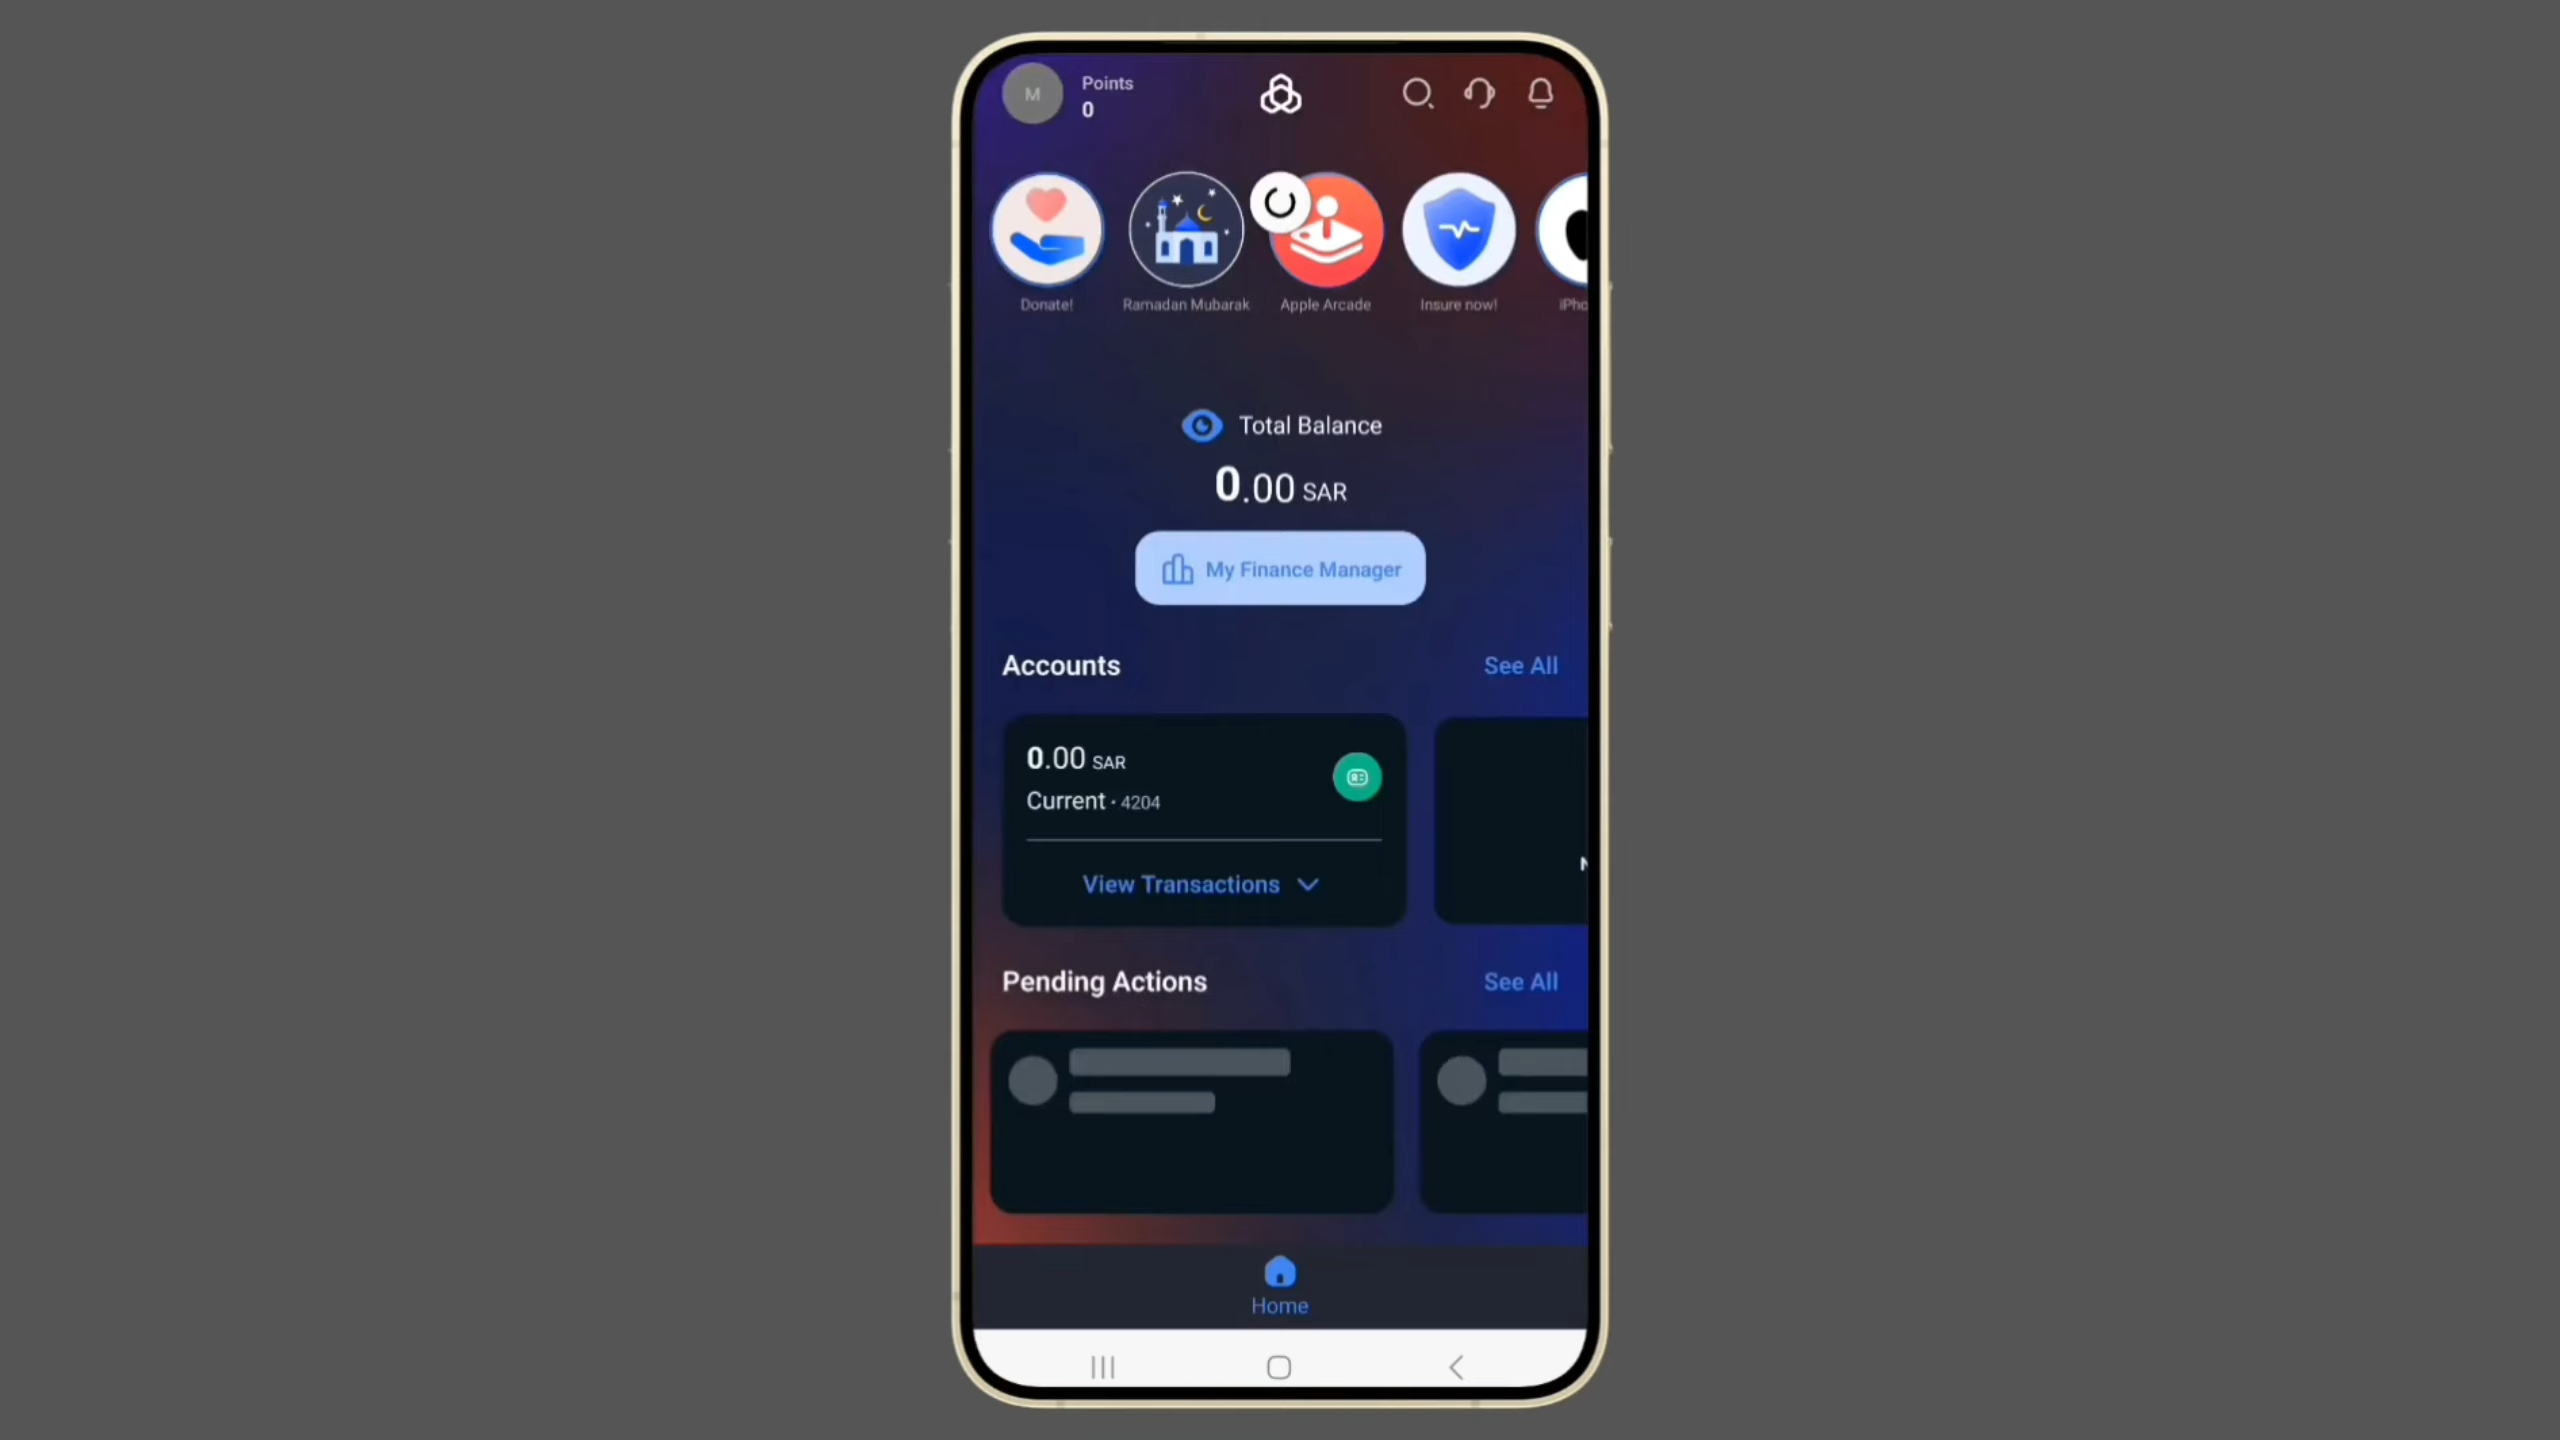 M
Points
0
Donate!
Ramadan Mubarak
Apple Arcade
Insure now!
iPho
Total Balance
0.00 SAR
My Finance Manager
Accounts
See All
0.00 SAR
Current · 4204
View Transactions
N
Pending Actions
See All
Home